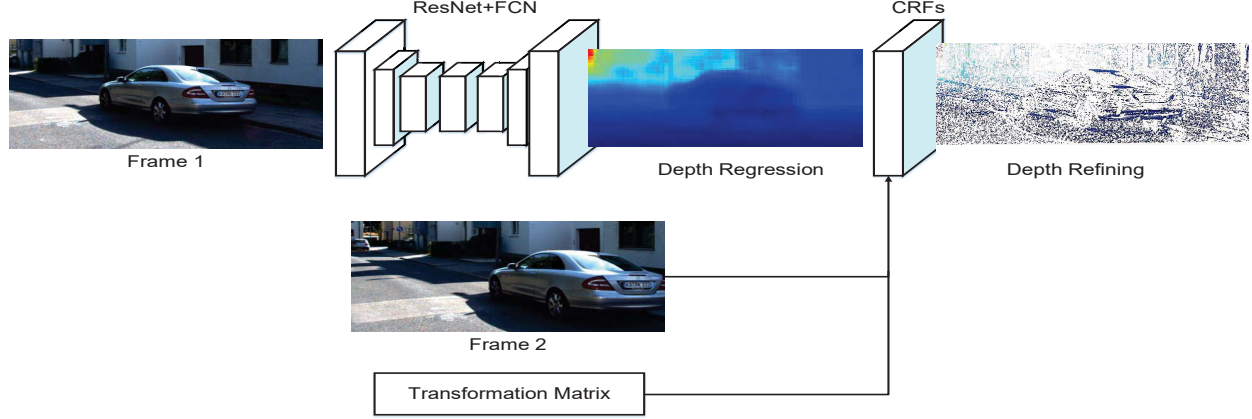 ResNet+FCN
CRFs
Frame 1
Depth Regression
Depth Refining
Frame 2
Transformation Matrix